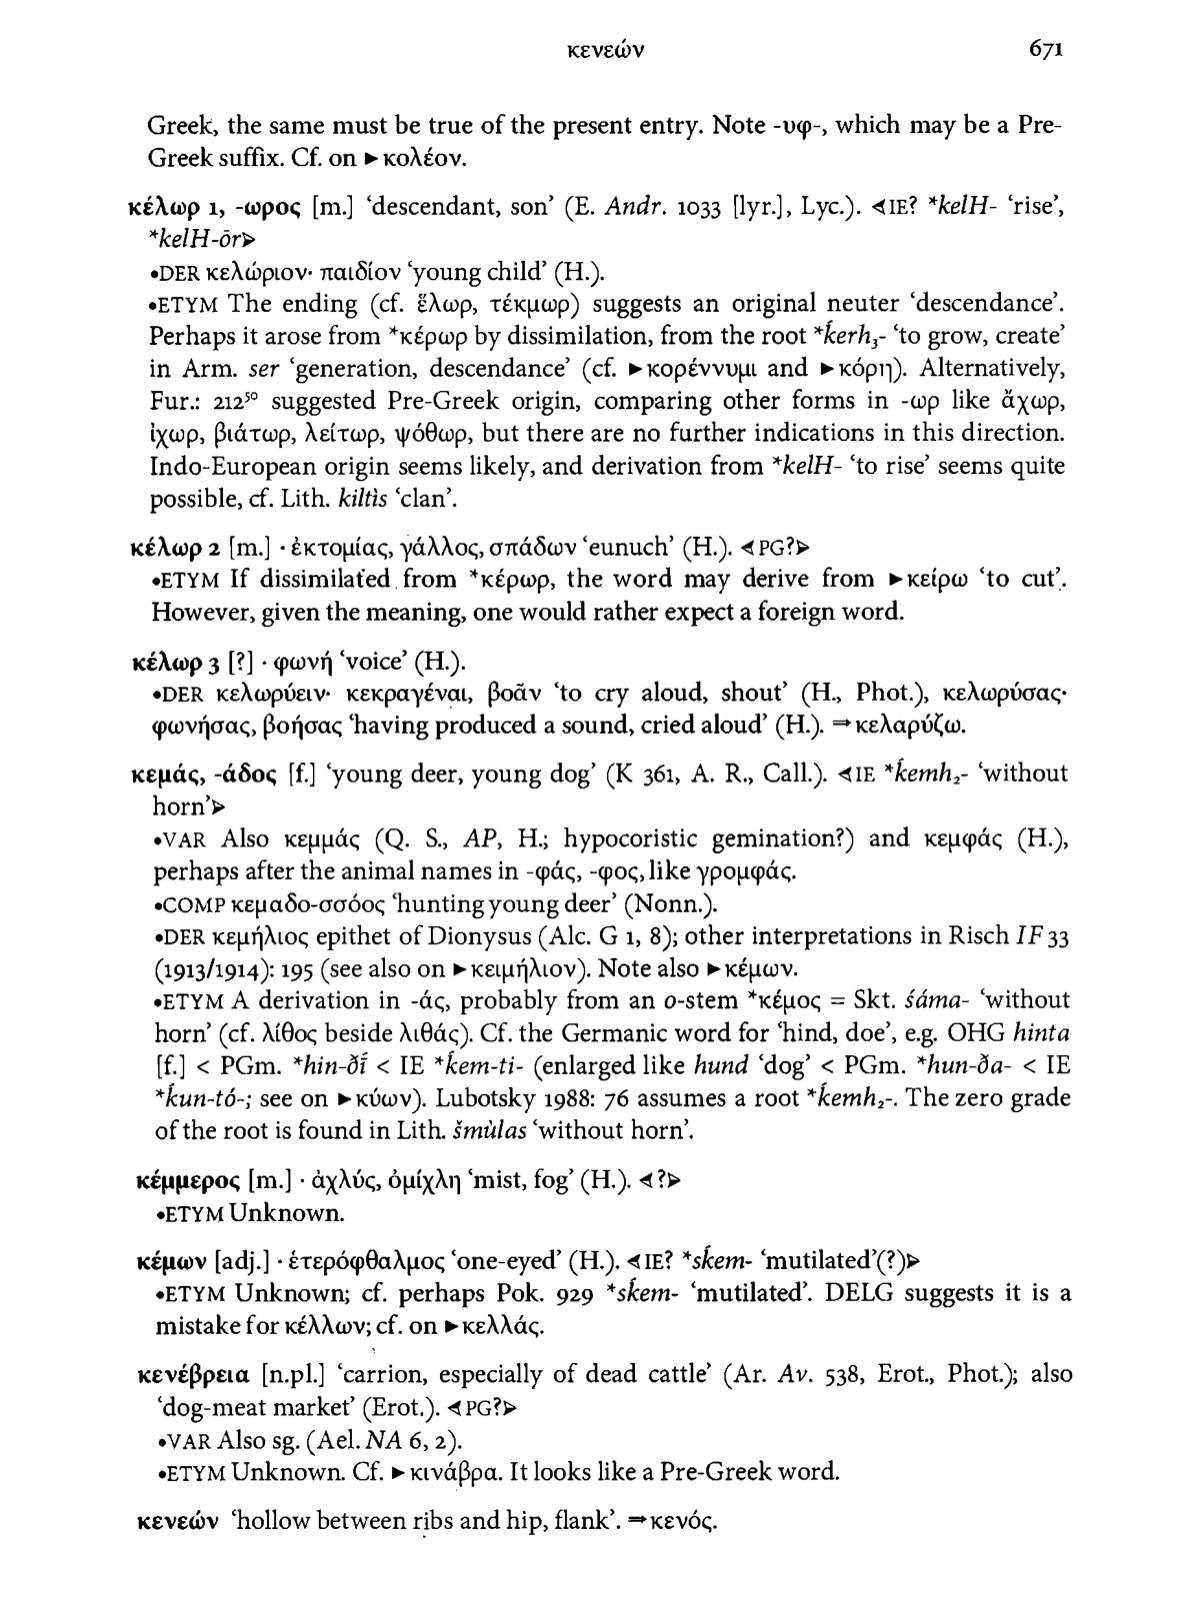 κενεών 671
Greek, the same must be true of the present entry. Note -υφ-, which may be a Pre-
Greek suffix. Cf. on ►κολέον.
κέλωρ 1, -ωρος [m.] ‘descendant, son’ (E. Andr. 1033 [lyr.], Lyc.). ⊲IE? *kelH- ‘rise’,
*kelH-ōr⊳
•DER κελώριον· παιδίον ‘young child’ (H.).
•ETYM The ending (cf. ἕλωρ, τέκμωρ) suggests an original neuter ‘descendance’.
Perhaps it arose from *κέρωρ by dissimilation, from the root *ḱerh₃- ‘to grow, create’
in Arm. ser ‘generation, descendance’ (cf. ►κορέννυμι and ►κόρη). Alternatively,
Fur.: 212⁵⁰ suggested Pre-Greek origin, comparing other forms in -ωρ like ἄχωρ,
ἰχωρ, βιάτωρ, λείτωρ, ψόθωρ, but there are no further indications in this direction.
Indo-European origin seems likely, and derivation from *kelH- ‘to rise’ seems quite
possible, cf. Lith. kiltìs ‘clan’.
κέλωρ 2 [m.] · ἐκτομίας, γάλλος, σπάδων ‘eunuch’ (H.). ⊲PG?⊳
•ETYM If dissimilated from *κέρωρ, the word may derive from ►κείρω ‘to cut’.
However, given the meaning, one would rather expect a foreign word.
κέλωρ 3 [?] · φωνή ‘voice’ (H.).
•DER κελωρύειν· κεκραγέναι, βοᾶν ‘to cry aloud, shout’ (H., Phot.), κελωρύσας·
φωνήσας, βοήσας ‘having produced a sound, cried aloud’ (H.). ⇒κελαρύζω.
κεμάς, -άδος [f.] ‘young deer, young dog’ (K 361, A. R., Call.). ⊲IE *ḱemh₂- ‘without
horn’⊳
•VAR Also κεμμάς (Q. S., AP, H.; hypocoristic gemination?) and κεμφάς (H.),
perhaps after the animal names in -φάς, -φος, like γρομφάς.
•COMP κεμαδο-σσόος ‘hunting young deer’ (Nonn.).
•DER κεμήλιος epithet of Dionysus (Alc. G 1, 8); other interpretations in Risch IF 33
(1913/1914): 195 (see also on ►κειμήλιον). Note also ►κέμων.
•ETYM A derivation in -άς, probably from an o-stem *κέμος = Skt. śáma- ‘without
horn’ (cf. λίθος beside λιθάς). Cf. the Germanic word for ‘hind, doe’, e.g. OHG hinta
[f.] < PGm. *hin-ðī́ < IE *ḱem-ti- (enlarged like hund ‘dog’ < PGm. *hun-ða- < IE
*ḱun-tó-; see on ►κύων). Lubotsky 1988: 76 assumes a root *ḱemh₂-. The zero grade
of the root is found in Lith. šmùlas ‘without horn’.
κέμμερος [m.] · ἀχλύς, ὀμίχλη ‘mist, fog’ (H.). ⊲?⊳
•ETYM Unknown.
κέμων [adj.] · ἑτερόφθαλμος ‘one-eyed’ (H.). ⊲IE? *sḱem- ‘mutilated’(?)⊳
•ETYM Unknown; cf. perhaps Pok. 929 *sḱem- ‘mutilated’. DELG suggests it is a
mistake for κέλλων; cf. on ►κελλάς.
κενέβρεια [n.pl.] ‘carrion, especially of dead cattle’ (Ar. Av. 538, Erot., Phot.); also
‘dog-meat market’ (Erot.). ⊲PG?⊳
•VAR Also sg. (Ael. NA 6, 2).
•ETYM Unknown. Cf. ►κινάβρα. It looks like a Pre-Greek word.
κενεών ‘hollow between ribs and hip, flank’. ⇒κενός.